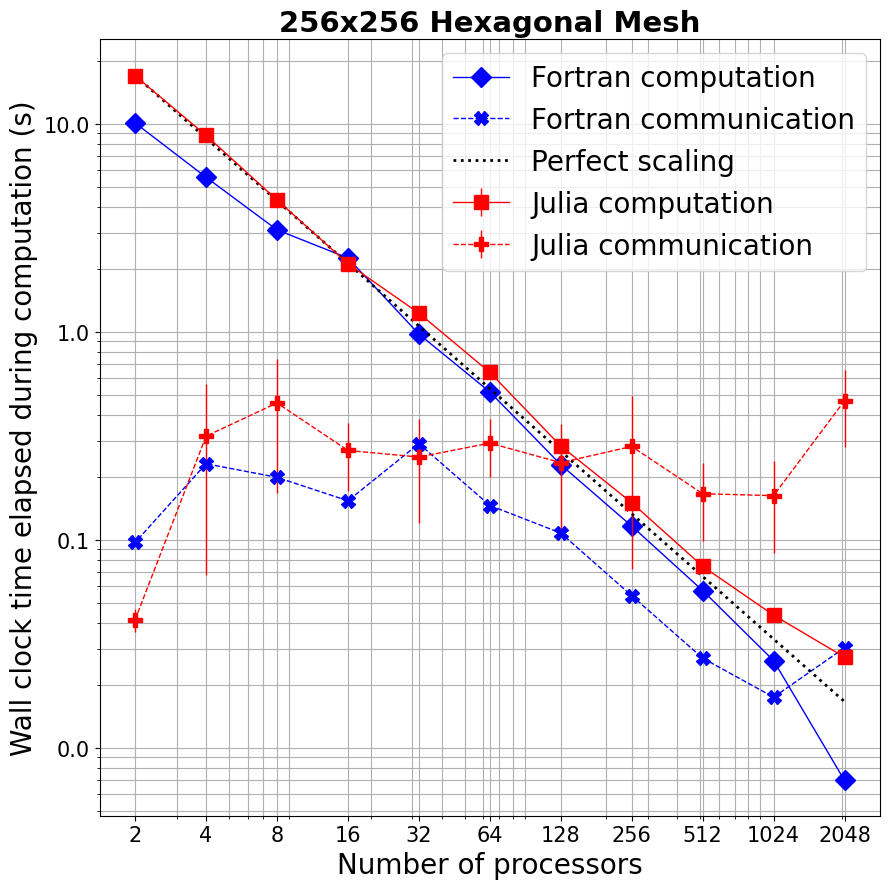 256x256 Hexagonal Mesh
Wall clock time elapsed during computation (s)
10.0
1.0
0.1
0.0
Fortran computation
Fortran communication
Perfect scaling
Julia computation
Julia communication
2 4 8 16 32 64 128 256 512 1024 2048
Number of processors